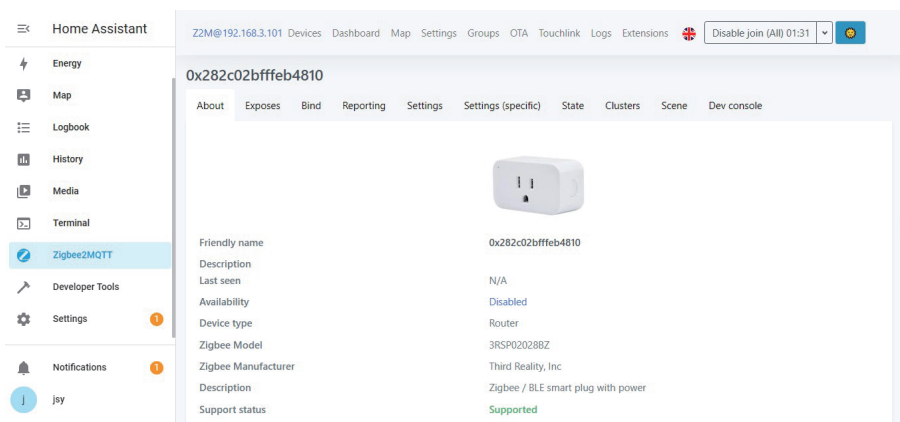 Home Assistant
Energy
Map
Logbook
History
Media
Terminal
Zigbee2MQTT
Developer Tools
Settings 1
Notifications 1
j jsy
Z2M@192.168.3.101 Devices Dashboard Map Settings Groups OTA Touchlink Logs Extensions Disable join (All) 01:31
0x282c02bfffeb4810
About Exposes Bind Reporting Settings Settings (specific) State Clusters Scene Dev console
Friendly name 0x282c02bfffeb4810
Description
Last seen N/A
Availability Disabled
Device type Router
Zigbee Model 3RSP02028BZ
Zigbee Manufacturer Third Reality, Inc
Description Zigbee / BLE smart plug with power
Support status Supported